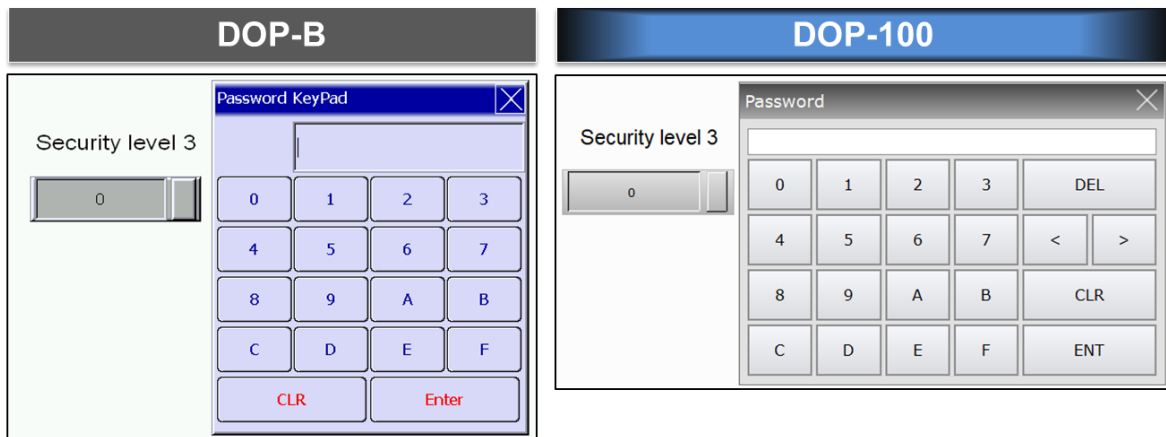 DOP-B
Password KeyPad
Security level 3
0
0 1 2 3
4 5 6 7
8 9 A B
C D E F
CLR Enter
DOP-100
Password
Security level 3
0
0 1 2 3 DEL
4 5 6 7 < >
8 9 A B CLR
C D E F ENT